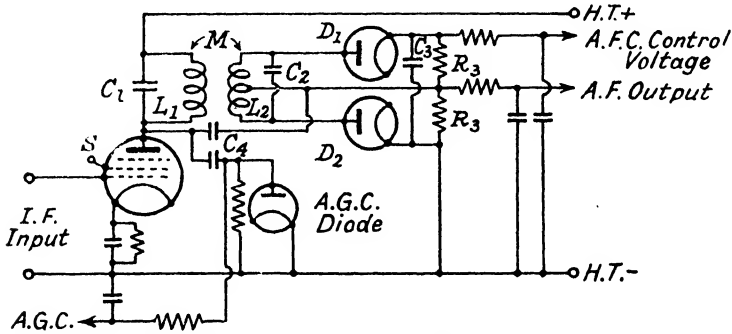 H.T.+
M
D1
C3
A.F.C. Control
Voltage
C1
L1
L2
C2
R3
A.F. Output
S
C4
D2
R3
I.F.
Input
A.G.C.
Diode
H.T.-
A.G.C.